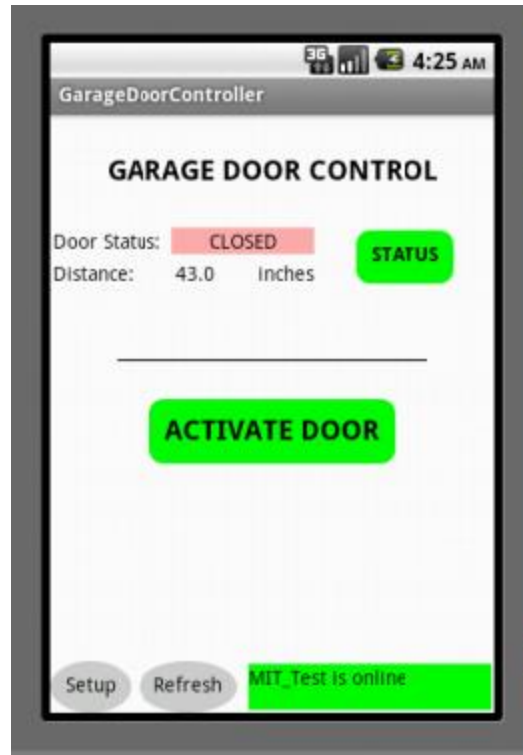 3G 4:25 AM
GarageDoorController
GARAGE DOOR CONTROL
Door Status: CLOSED
STATUS
Distance: 43.0 inches
ACTIVATE DOOR
Setup Refresh MIT_Test is online